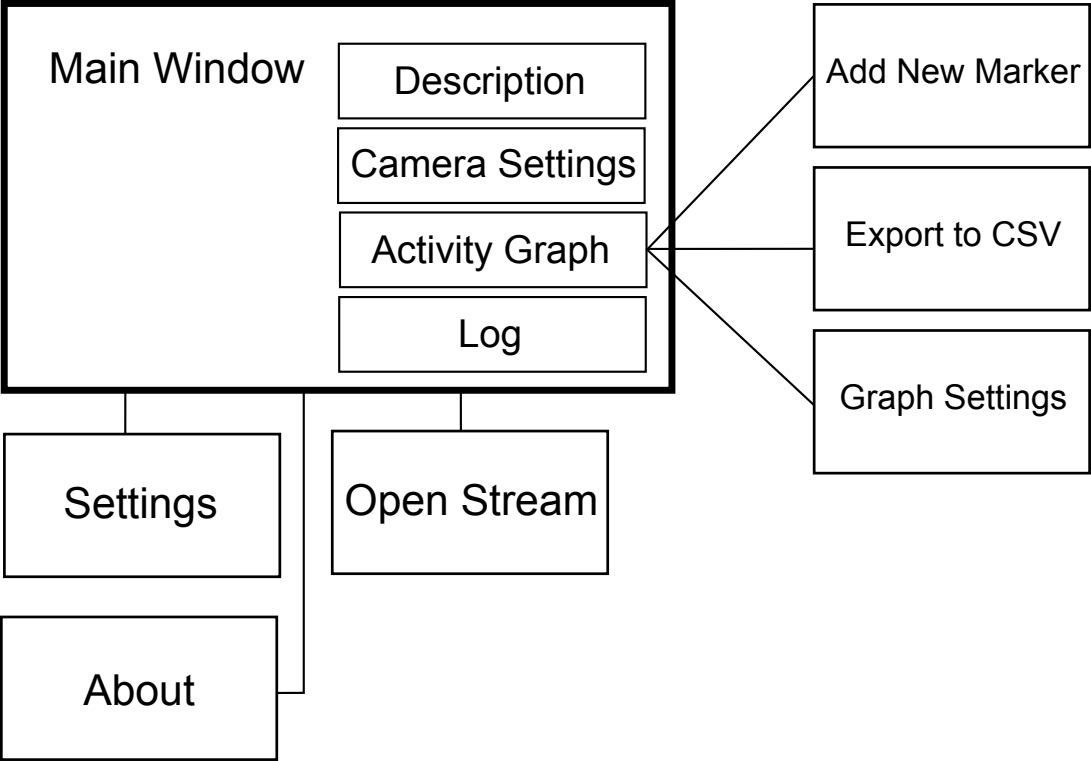 Main Window
Description
Camera Settings
Activity Graph
Log
Add New Marker
Export to CSV
Graph Settings
Settings
Open Stream
About